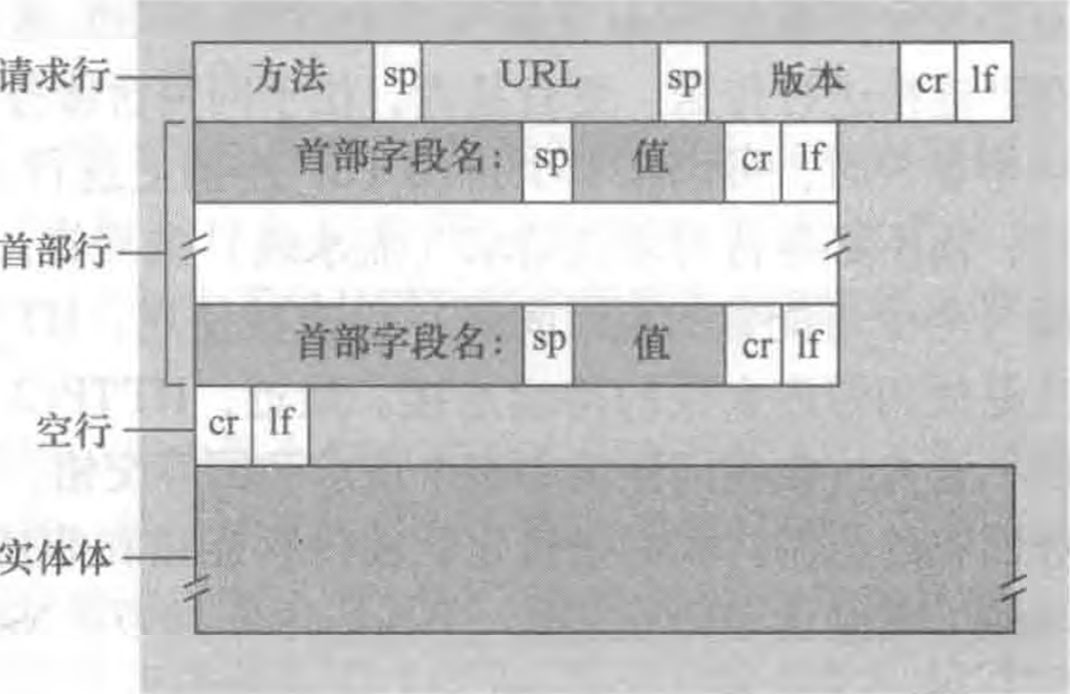 请求行 方法 sp URL sp 版本 cr lf
首部字段名: sp 值 cr lf
首部行
首部字段名: sp 值 cr lf
空行 cr lf
实体体